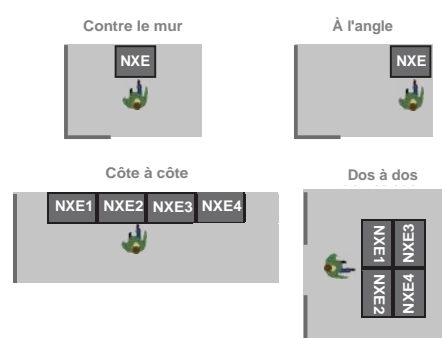 Contre le mur
NXE
À l'angle
NXE
Côte à côte
NXE1 NXE2 NXE3 NXE4
Dos à dos
NXE1 NXE3
NXE2 NXE4